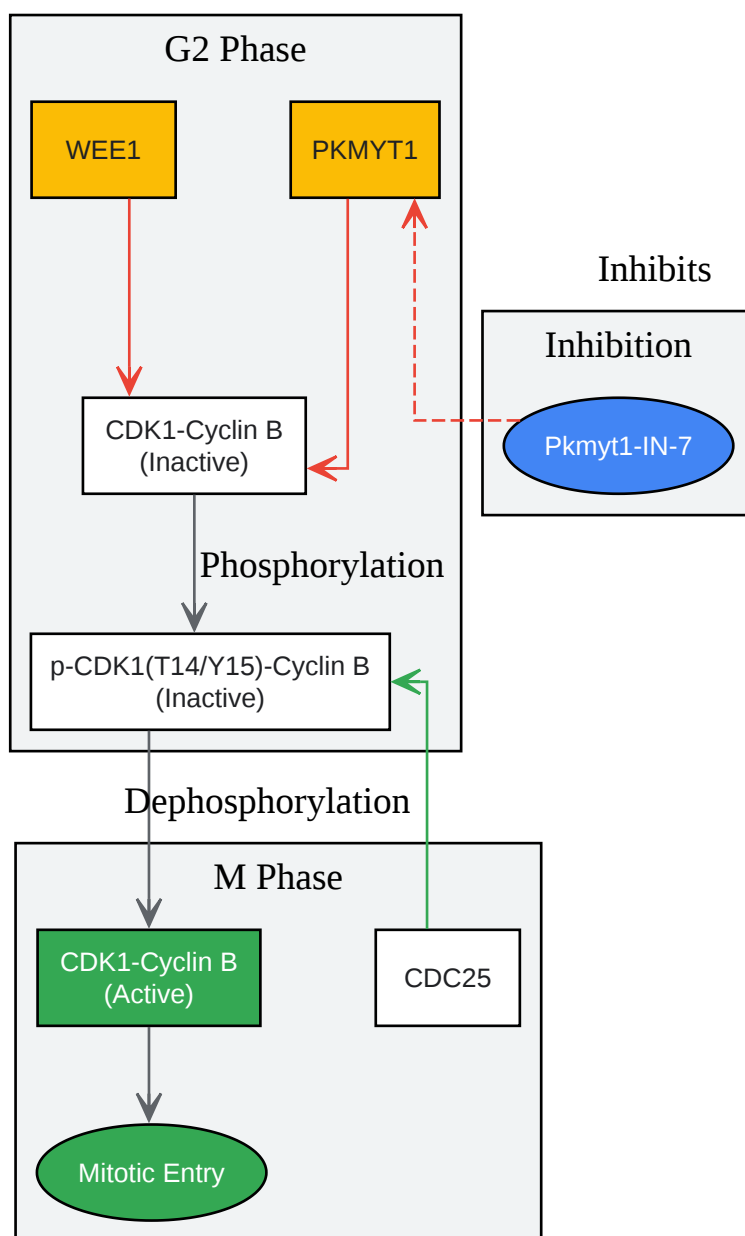 G2 Phase
WEE1
PKMYT1
Inhibits
Inhibition
CDK1-Cyclin B
(Inactive)
Pkmyt1-IN-7
Phosphorylation
p-CDK1(T14/Y15)-Cyclin B
(Inactive)
Dephosphorylation
M Phase
CDK1-Cyclin B
(Active)
CDC25
Mitotic Entry